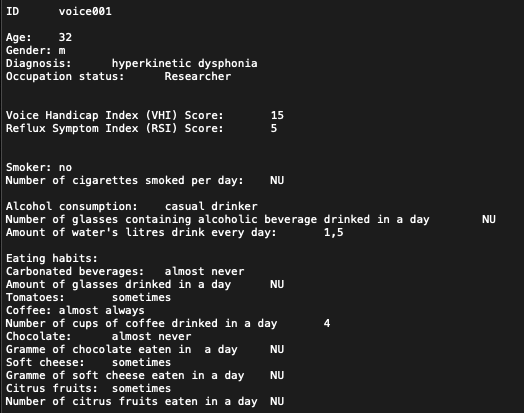 ID voice001
Age: 32
Gender: m
Diagnosis: hyperkinetic dysphonia
Occupation status: Researcher
Voice Handicap Index (VHI) Score: 15
Reflux Symptom Index (RSI) Score: 5
Smoker: no
Number of cigarettes smoked per day: NU
Alcohol consumption: casual drinker
Number of glasses containing alcoholic beverage drinked in a day NU
Amount of water's litres drink every day: 1,5
Eating habits:
Carbonated beverages: almost never
Amount of glasses drinked in a day NU
Tomatoes: sometimes
Coffee: almost always
Number of cups of coffee drinked in a day 4
Chocolate: almost never
Gramme of chocolate eaten in a day NU
Soft cheese: sometimes
Gramme of soft cheese eaten in a day NU
Citrus fruits: sometimes
Number of citrus fruits eaten in a day NU